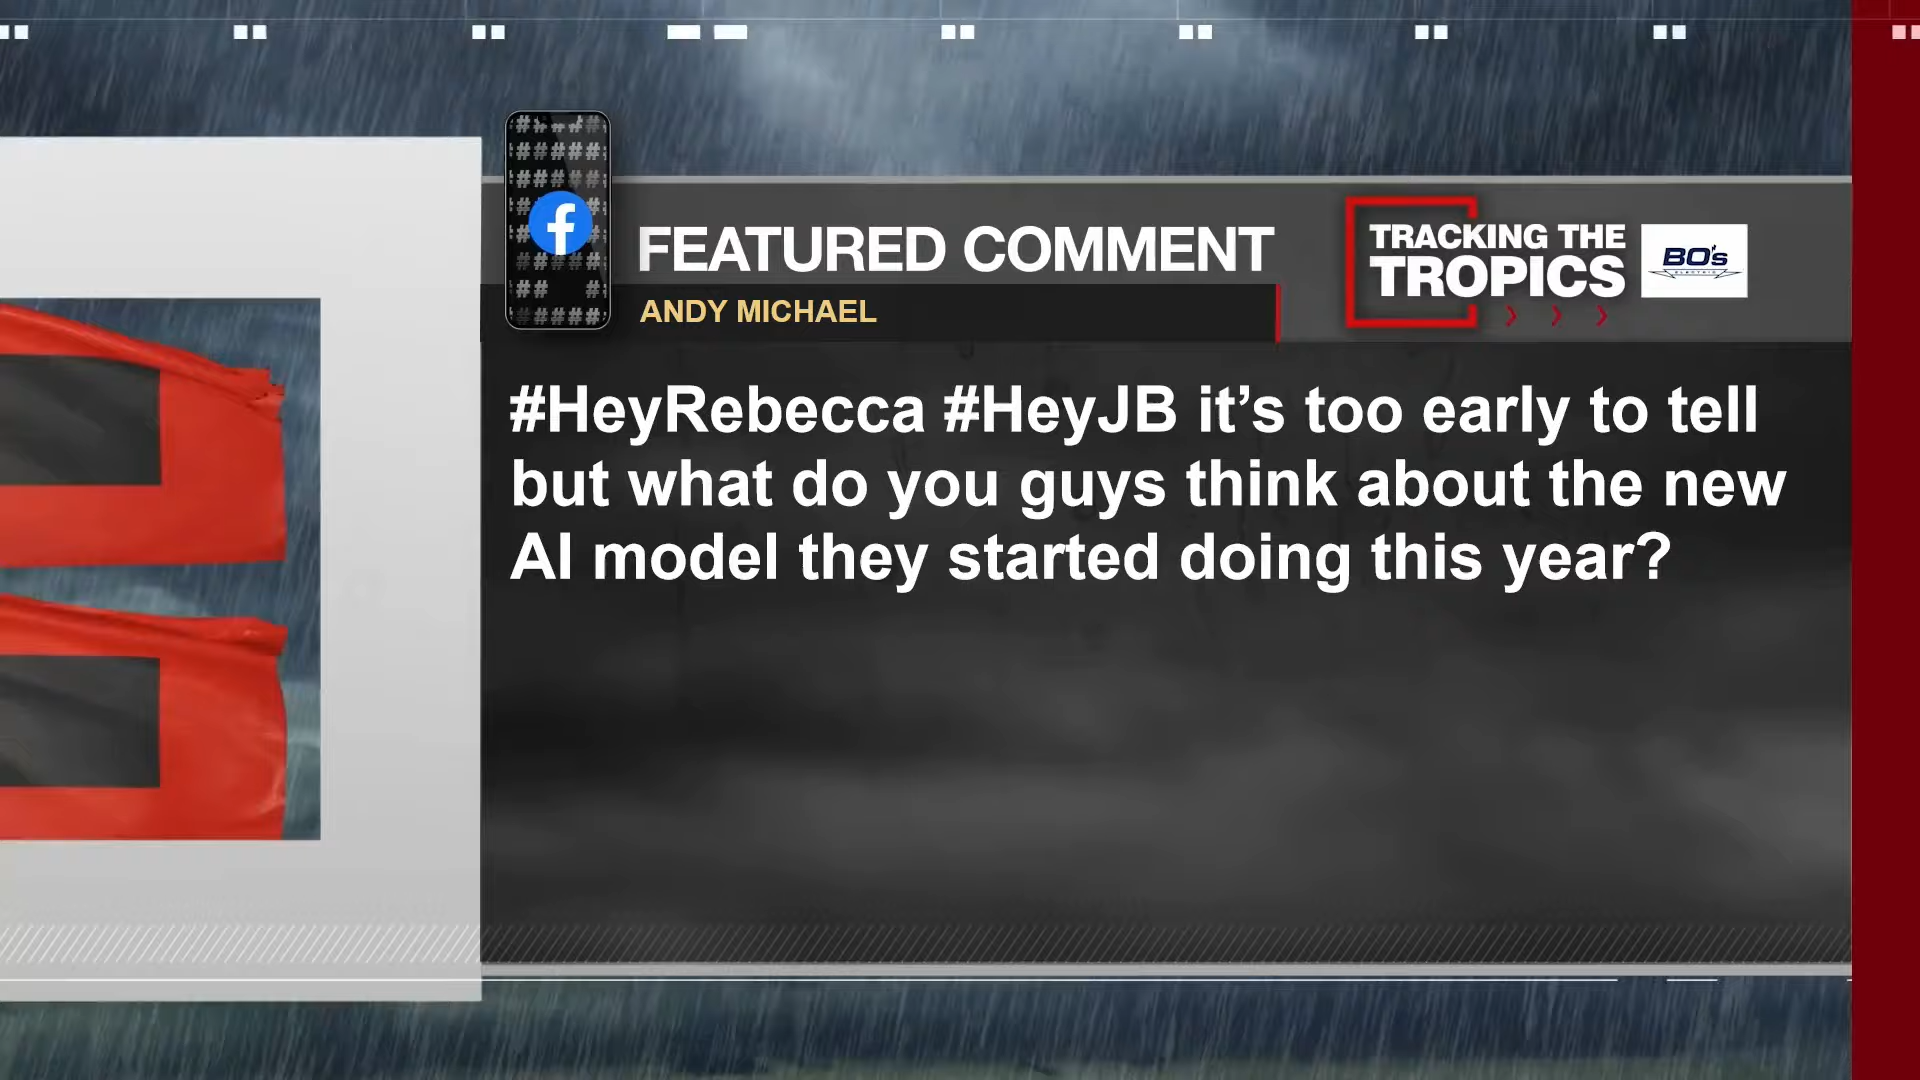 FEATURED COMMENT
ANDY MICHAEL
TRACKING THE
TROPICS
BO's
ELECTRIC
#HeyRebecca #HeyJB it’s too early to tell
but what do you guys think about the new
AI model they started doing this year?